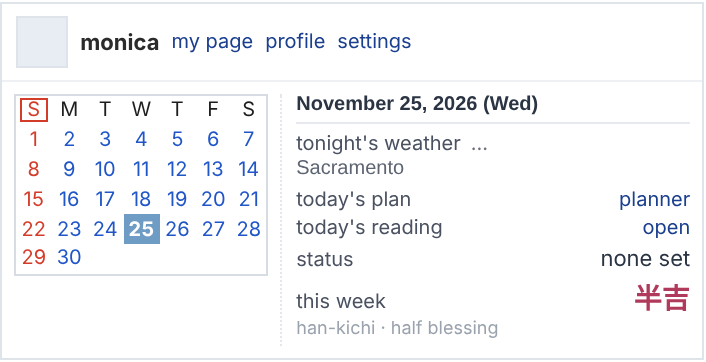 monica my page profile settings
S M T W T F S
1 2 3 4 5 6 7
8 9 10 11 12 13 14
15 16 17 18 19 20 21
22 23 24 25 26 27 28
29 30
November 25, 2026 (Wed)
tonight's weather ...
Sacramento
today's plan planner
today's reading open
status none set
this week 半吉
han-kichi · half blessing